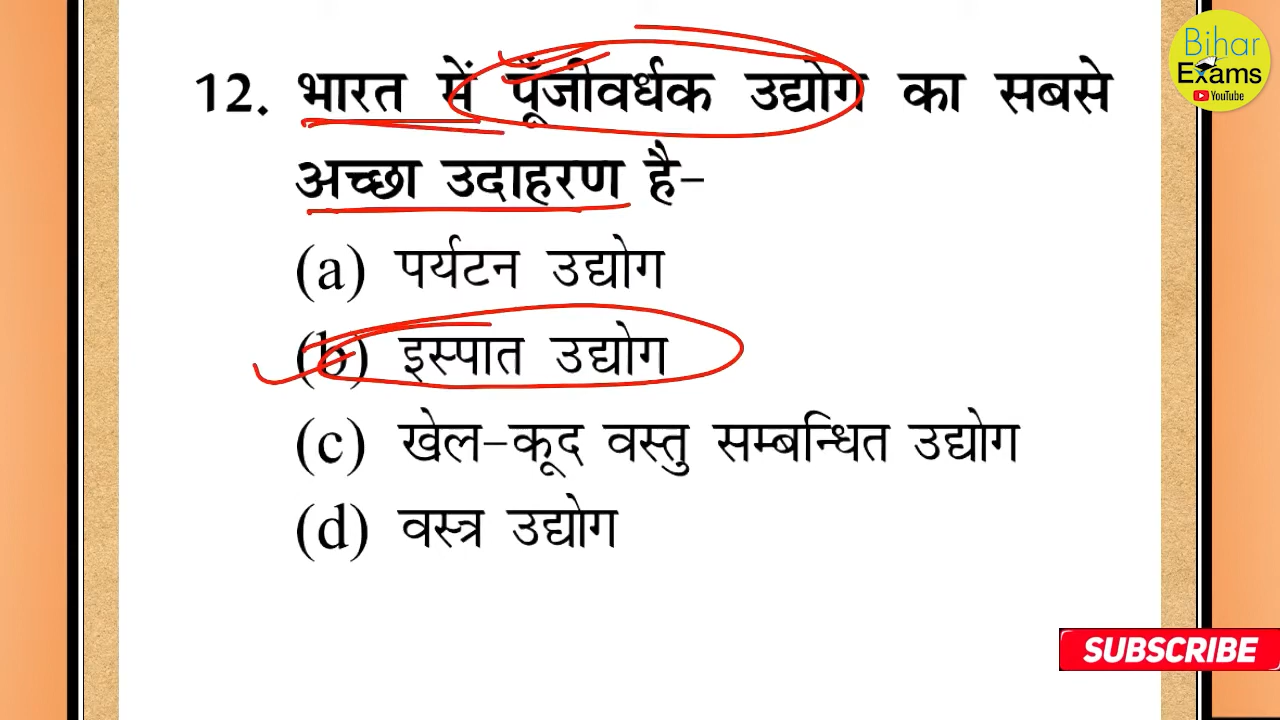 Bihar
Exams
YouTube
12. भारत में पूँजीवर्धक उद्योग का सबसे
अच्छा उदाहरण है-
(a) पर्यटन उद्योग
(b) इस्पात उद्योग
(c) खेल-कूद वस्तु सम्बन्धित उद्योग
(d) वस्त्र उद्योग
SUBSCRIBE